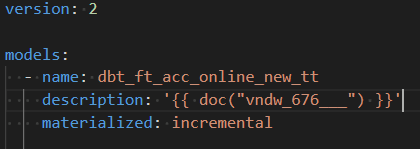 version: 2
models:
- name: dbt_ft_acc_online_new_tt
description: '{{ doc("vndw_676___") }}'
materialized: incremental